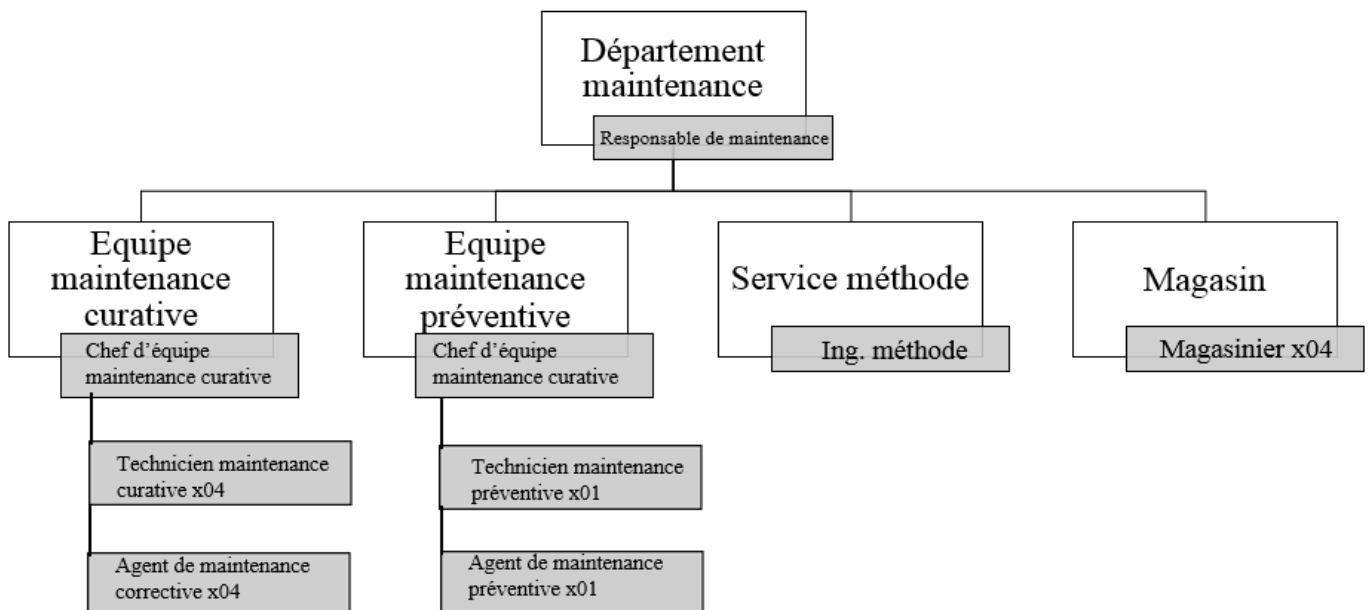 Département
maintenance
Responsable de maintenance
Equipe
maintenance
curative
Chef d'équipe
maintenance curative
Technicien maintenance
curative x04
Agent de maintenance
corrective x04
Equipe
maintenance
préventive
Chef d'équipe
maintenance curative
Technicien maintenance
préventive x01
Agent de maintenance
préventive x01
Service méthode
Ing. méthode
Magasin
Magasinier x04